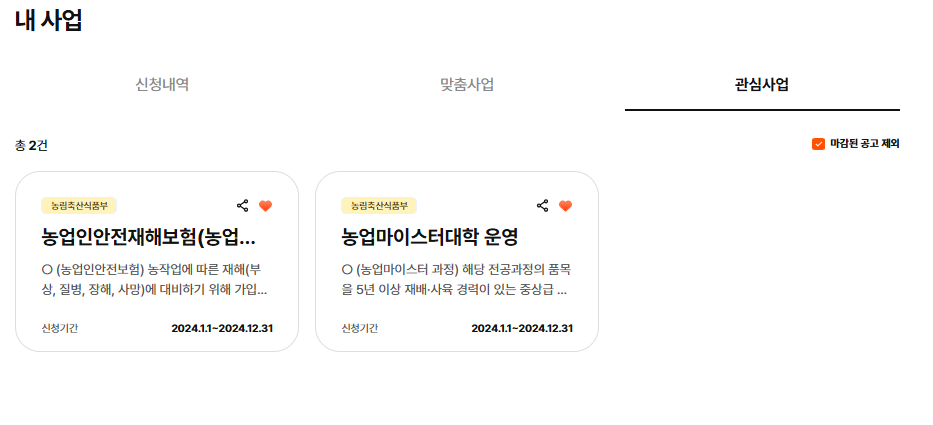 내 사업
신청내역 맞춤사업 관심사업
총 2건 마감된 공고 제외
농림축산식품부
농업인안전재해보험(농업...
○ (농업인안전보험) 농작업에 따른 재해(부
상, 질병, 장해, 사망)에 대비하기 위해 가입...
신청기간 2024.1.1~2024.12.31
농림축산식품부
농업마이스터대학 운영
○ (농업마이스터 과정) 해당 전공과정의 품목
을 5년 이상 재배·사육 경력이 있는 중상급 ...
신청기간 2024.1.1~2024.12.31